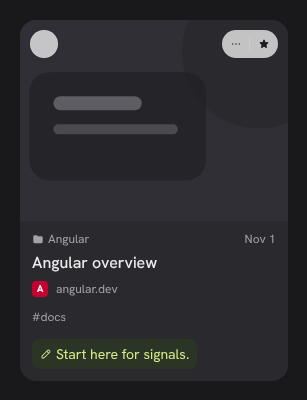 Angular
Nov 1
Angular overview
A angular.dev
#docs
Start here for signals.